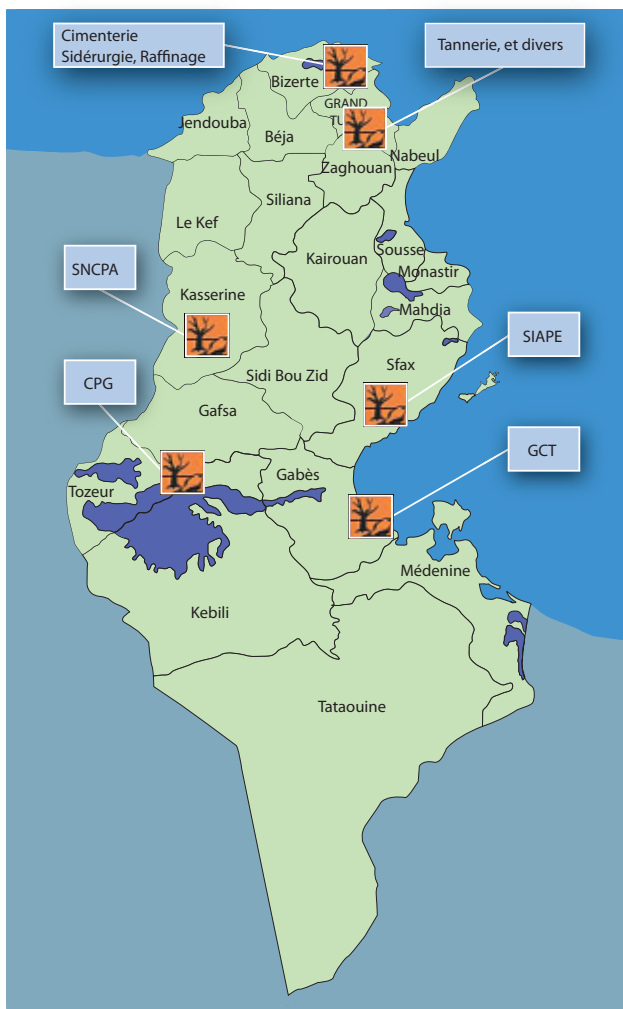 Cimenterie
Sidérurgie, Raffinage
Tannerie, et divers
Bizerte
GRAND
TU
Jendouba
Béja
Nabeul
Zaghouan
Siliana
Le Kef
Sousse
Kairouan
SNCPA
Monastir
Kasserine
Mahdia
SIAPE
Sfax
Sidi Bou Zid
CPG
Gafsa
GCT
Gabès
Tozeur
Médenine
Kebili
Tataouine